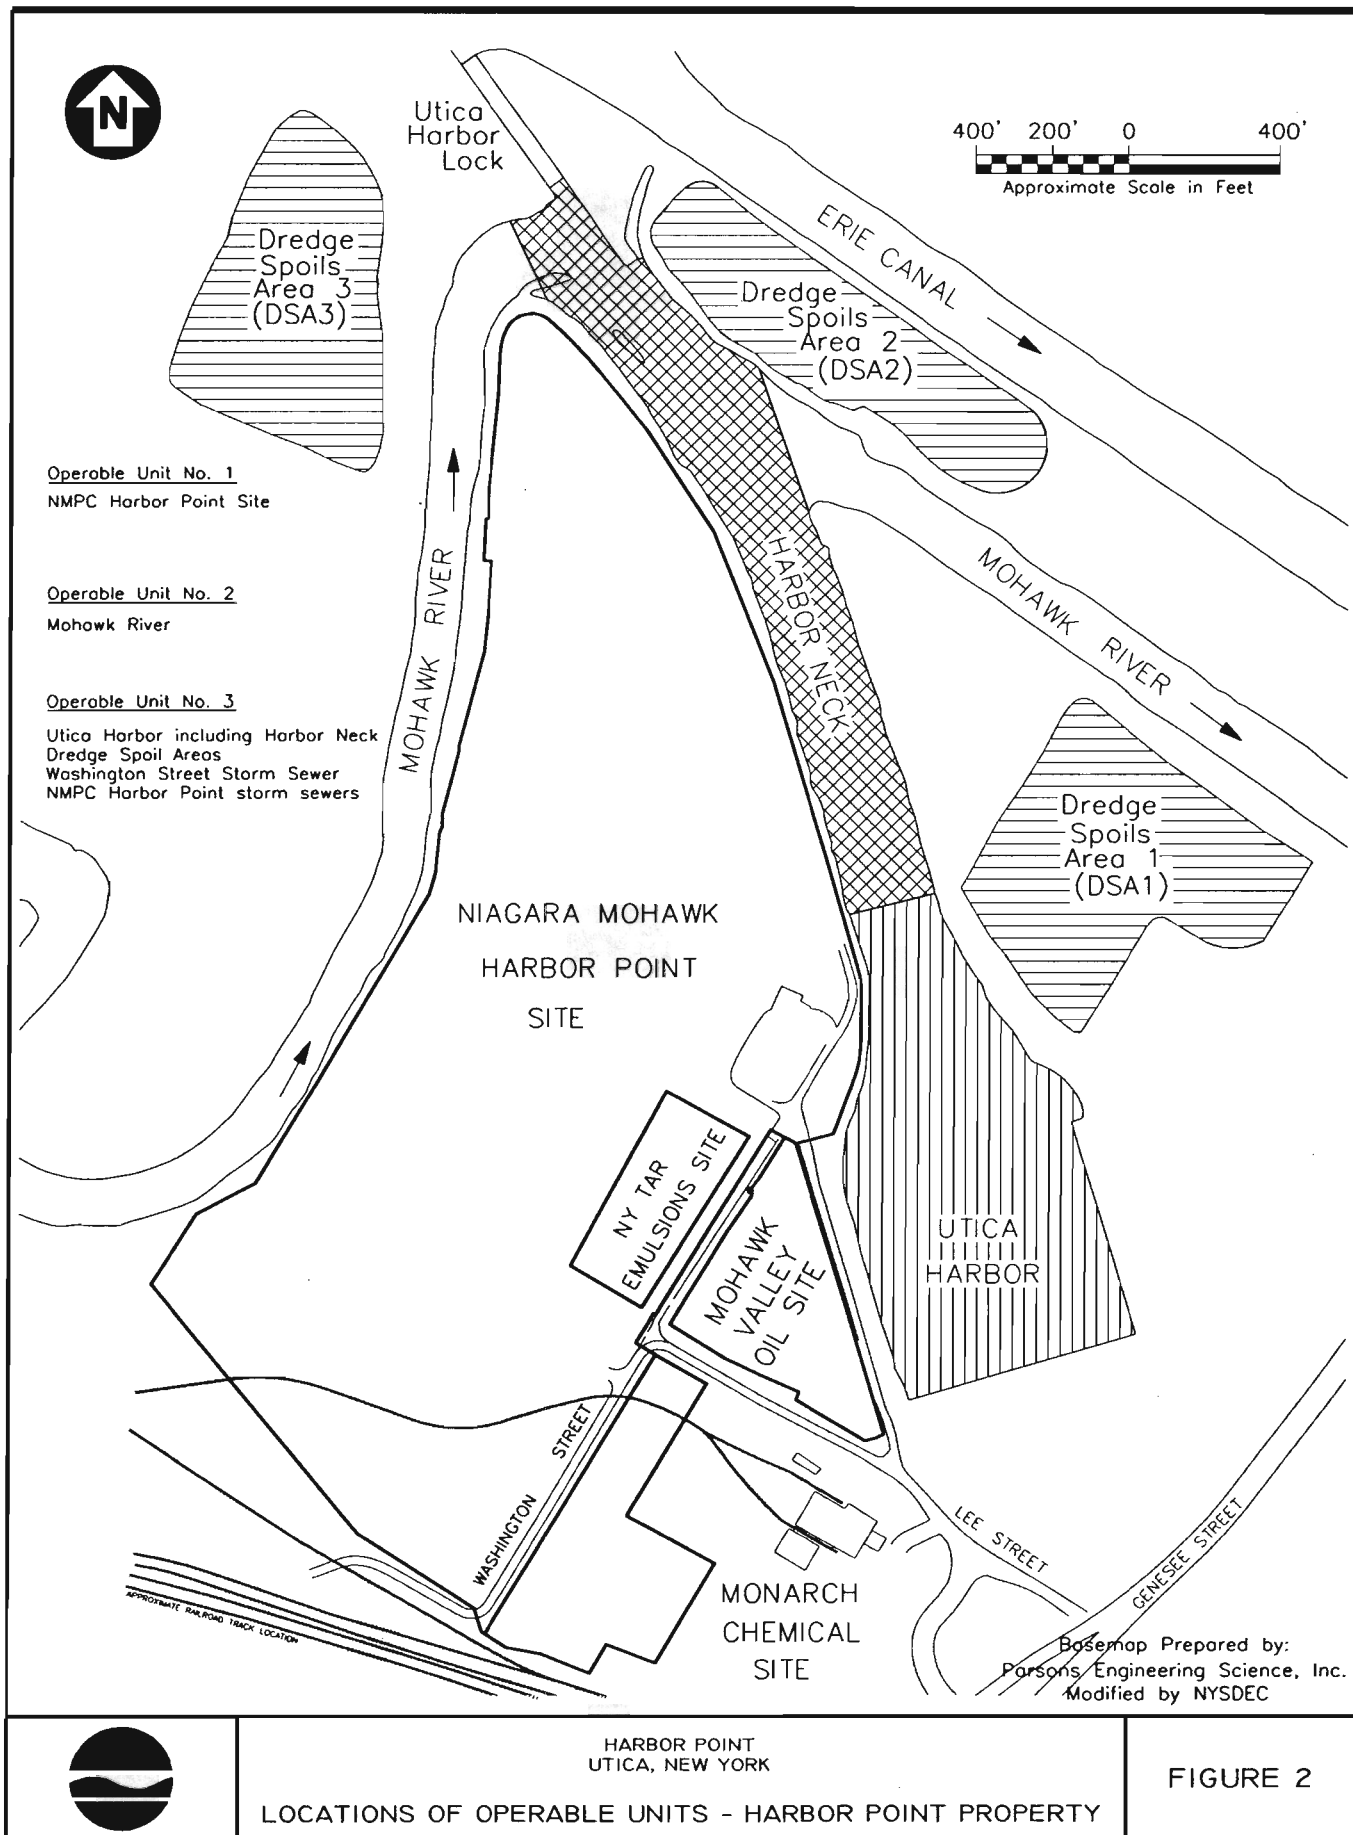 N
Utica
Harbor
Lock
400' 200' 0 400'
Approximate Scale in Feet
ERIE CANAL
Dredge
Spoils
Area 3
(DSA3)
Dredge
Spoils
Area 2
(DSA2)
Operable Unit No. 1
NMPC Harbor Point Site
Operable Unit No. 2
Mohawk River
Operable Unit No. 3
Utica Harbor including Harbor Neck
Dredge Spoil Areas
Washington Street Storm Sewer
NMPC Harbor Point storm sewers
MOHAWK RIVER
HARBOR NECK
MOHAWK RIVER
Dredge
Spoils
Area 1
(DSA1)
NIAGARA MOHAWK
HARBOR POINT
SITE
NY TAR
EMULSIONS SITE
MOHAWK
VALLEY
OIL SITE
UTICA
HARBOR
WASHINGTON STREET
LEE STREET
GENESEE STREET
APPROXIMATE RAILROAD TRACK LOCATION
MONARCH
CHEMICAL
SITE
Basemap Prepared by:
Parsons Engineering Science, Inc.
Modified by NYSDEC
HARBOR POINT
UTICA, NEW YORK
LOCATIONS OF OPERABLE UNITS - HARBOR POINT PROPERTY
FIGURE 2